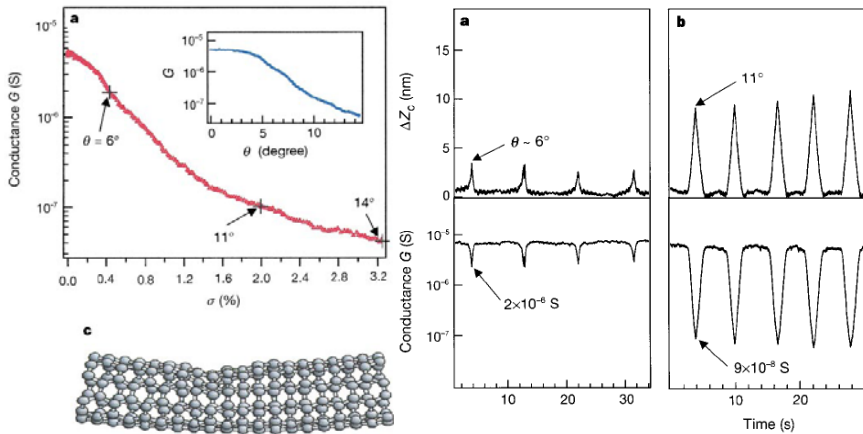 a
Conductance G (S)
10⁻⁵
10⁻⁶
10⁻⁷
θ = 6°
11°
14°
0.0 0.4 0.8 1.2 1.6 2.0 2.4 2.8 3.2
σ (%)
G
10⁻⁵
10⁻⁶
10⁻⁷
0 5 10
θ (degree)
c
a
ΔZc (nm)
15
10
5
0
θ ~ 6°
Conductance G (S)
10⁻⁵
10⁻⁶
10⁻⁷
2×10⁻⁶ S
10 20 30
b
11°
9×10⁻⁸ S
10 20
Time (s)